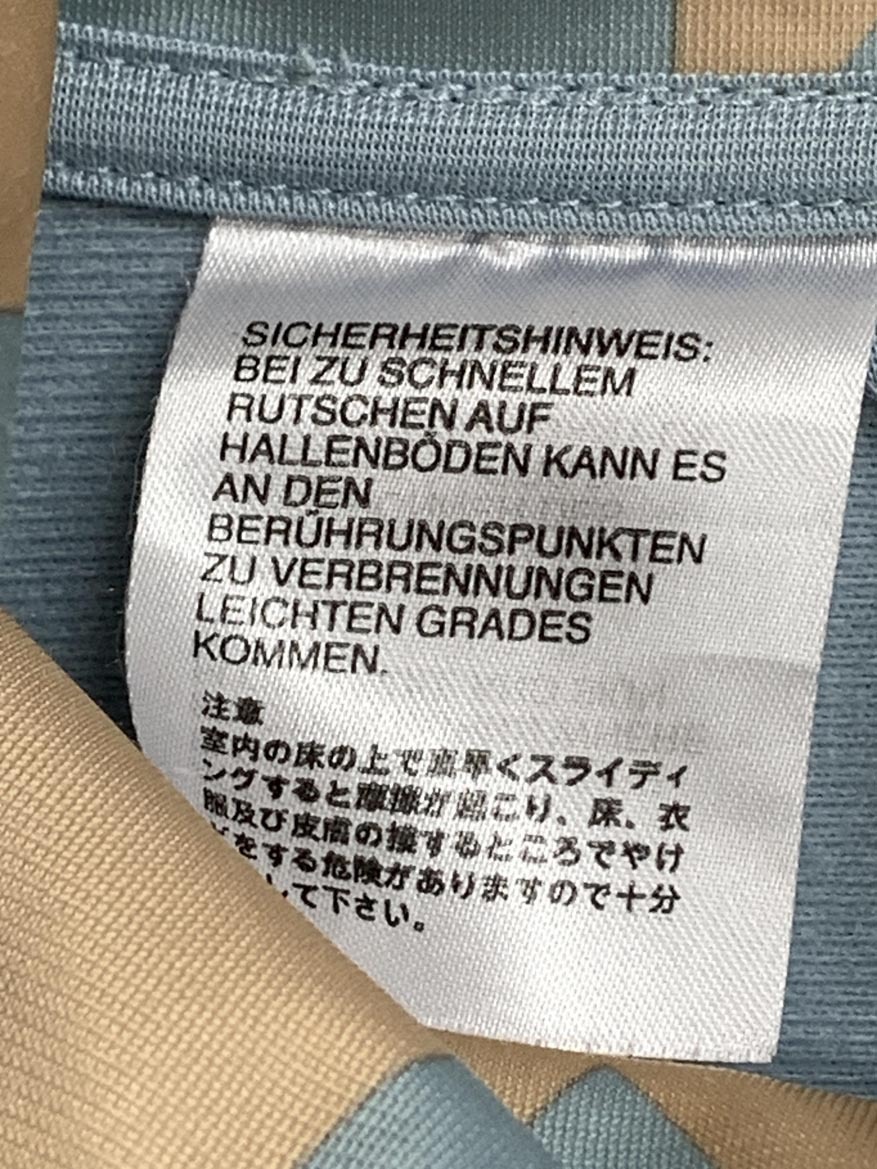 SICHERHEITSHINWEIS:
BEI ZU SCHNELLEM
RUTSCHEN AUF
HALLENBÖDEN KANN ES
AN DEN
BERÜHRUNGSPUNKTEN
ZU VERBRENNUNGEN
LEICHTEN GRADES
KOMMEN.
注意
室内の床の上で素早くスライディ
ングすると摩擦が起こり、床、衣
服及び皮膚の接するところでやけ
どをする危険がありますので十分
して下さい。